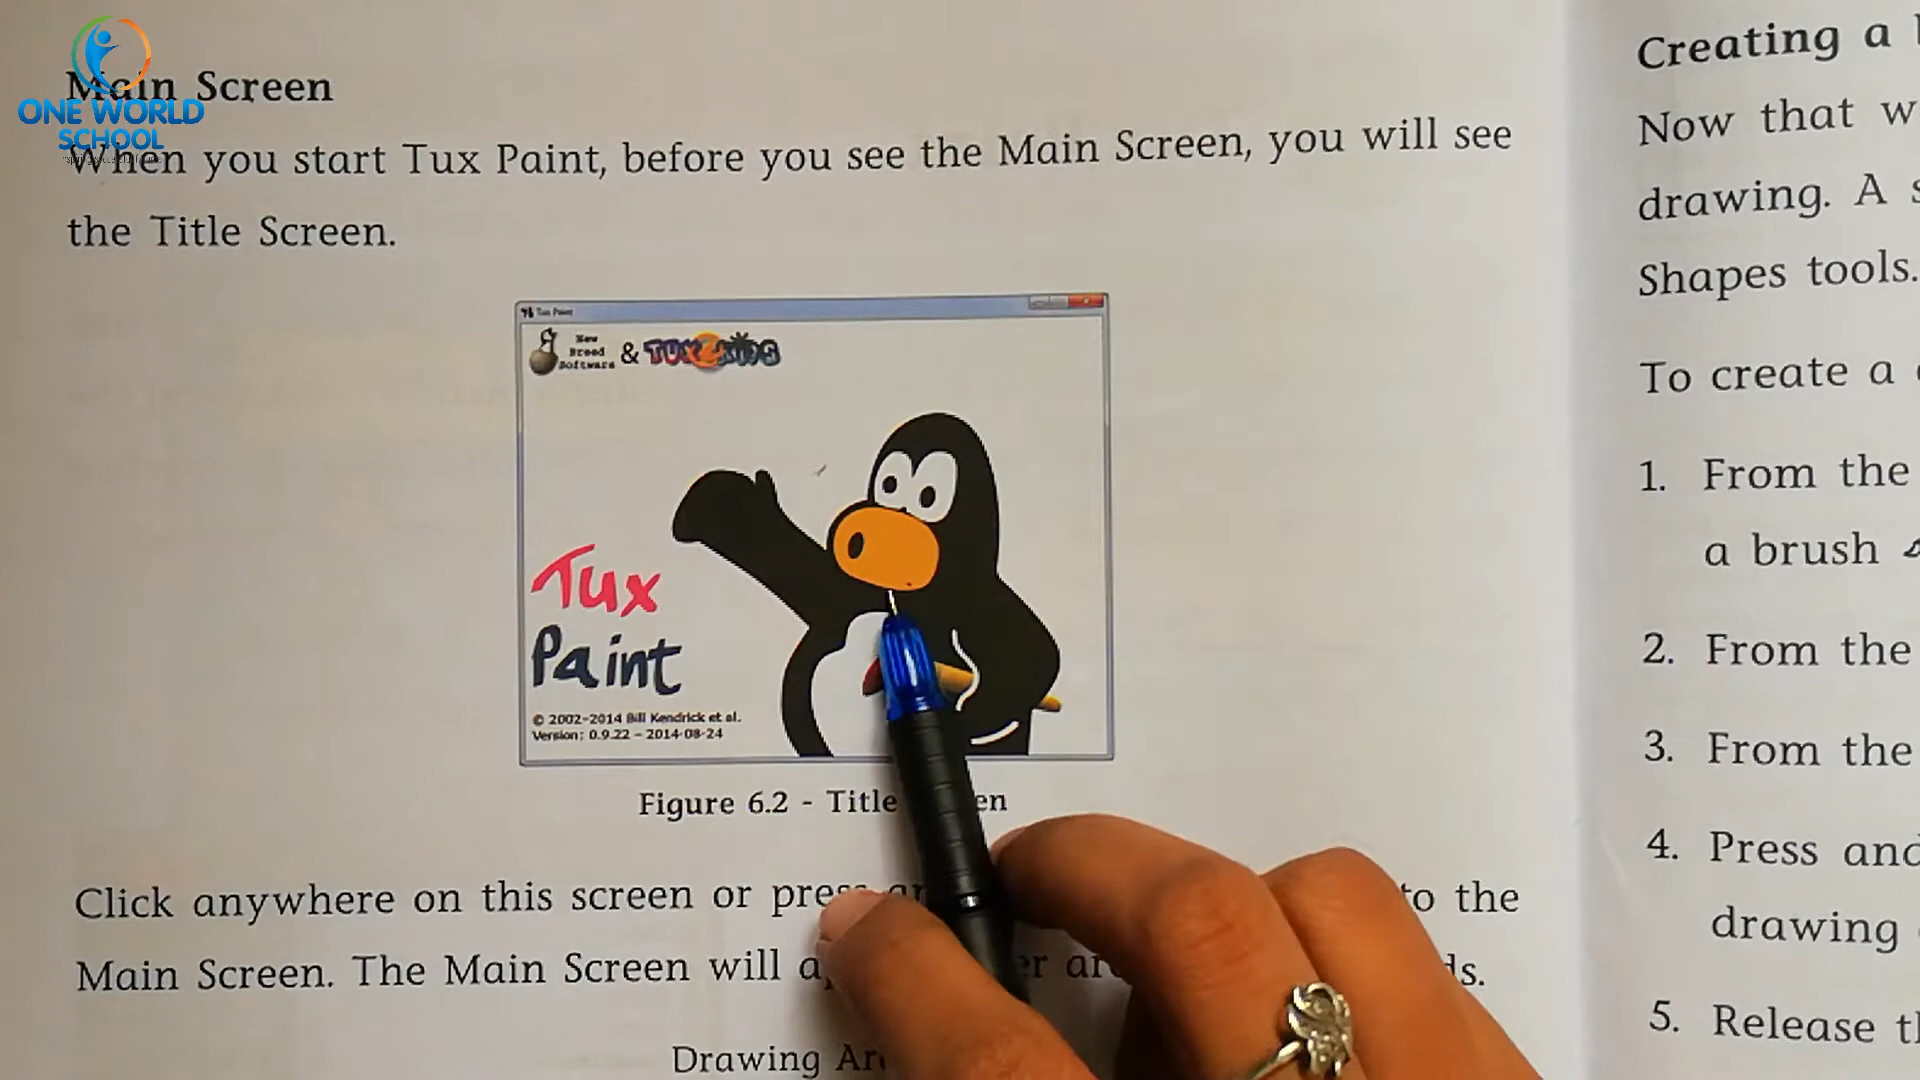 ONE WORLD
SCHOOL
Main Screen
When you start Tux Paint, before you see the Main Screen, you will see
the Title Screen.
Tux Paint
New
Breed
Software
& TUX4KIDS
Tux
Paint
© 2002-2014 Bill Kendrick et al.
Version: 0.9.22 - 2014-08-24
Figure 6.2 - Title
Click anywhere on this screen or press to the
Main Screen. The Main Screen will
Drawing
Creating a
Now that
drawing. A
Shapes tools.
To create a
1. From the
a brush
2. From the
3. From the
4. Press and
drawing
5. Release